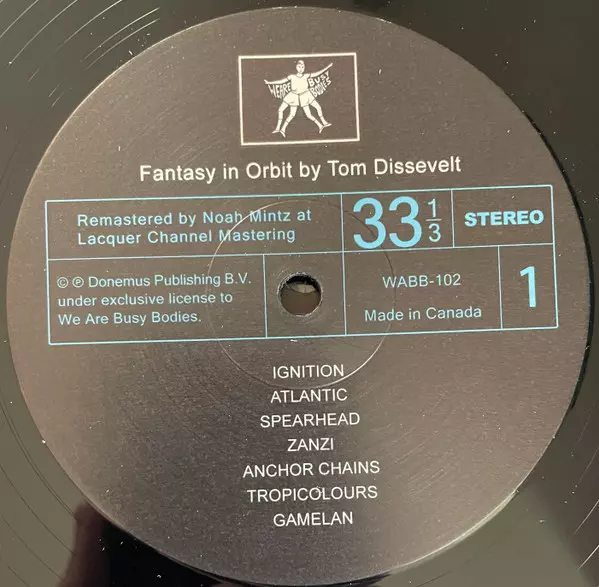 WE ARE BUSY BODIES
Fantasy in Orbit by Tom Dissevelt
Remastered by Noah Mintz at
Lacquer Channel Mastering
33 1/3
STEREO
© ℗ Donemus Publishing B.V.
under exclusive license to
We Are Busy Bodies.
WABB-102
Made in Canada
1
IGNITION
ATLANTIC
SPEARHEAD
ZANZI
ANCHOR CHAINS
TROPICOLOURS
GAMELAN